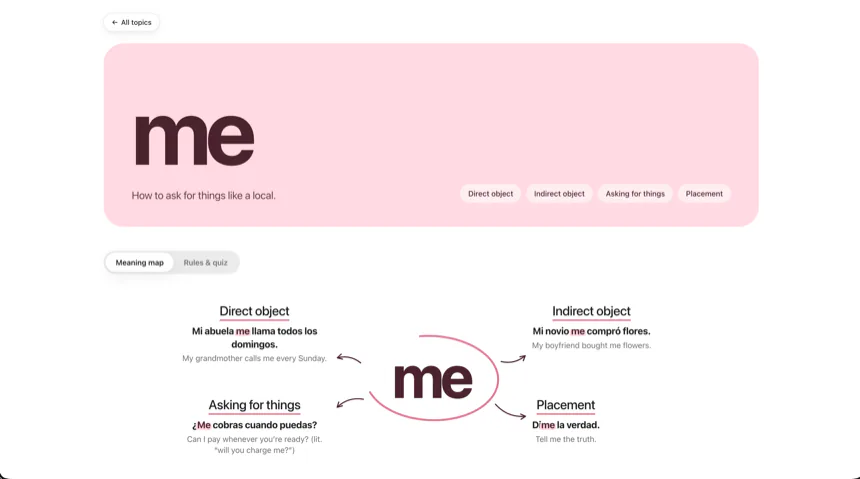 ← All topics
me
How to ask for things like a local.
Direct object
Indirect object
Asking for things
Placement
Meaning map
Rules & quiz
Direct object
Mi abuela me llama todos los
domingos.
My grandmother calls me every Sunday.
Indirect object
Mi novio me compró flores.
My boyfriend bought me flowers.
me
Asking for things
¿Me cobras cuando puedas?
Can I pay whenever you're ready? (lit.
"will you charge me?")
Placement
Dime la verdad.
Tell me the truth.